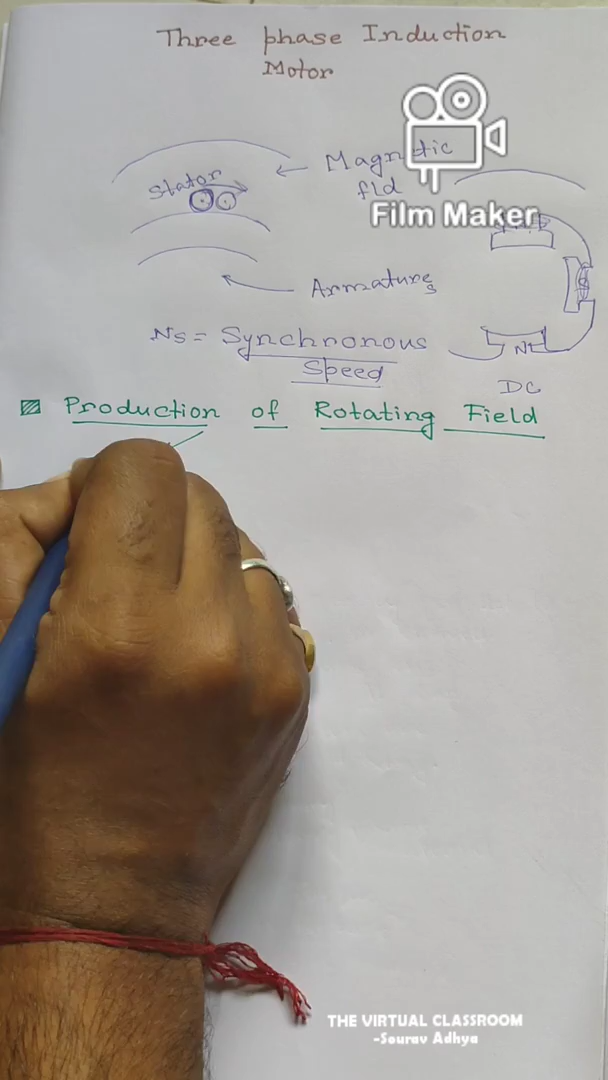 Three phase Induction
Motor
Magnetic
fld
Stator
Film Maker
Armature
Ns = Synchronous
Speed
DC
Production of Rotating Field
THE VIRTUAL CLASSROOM
-Sourav Adhya